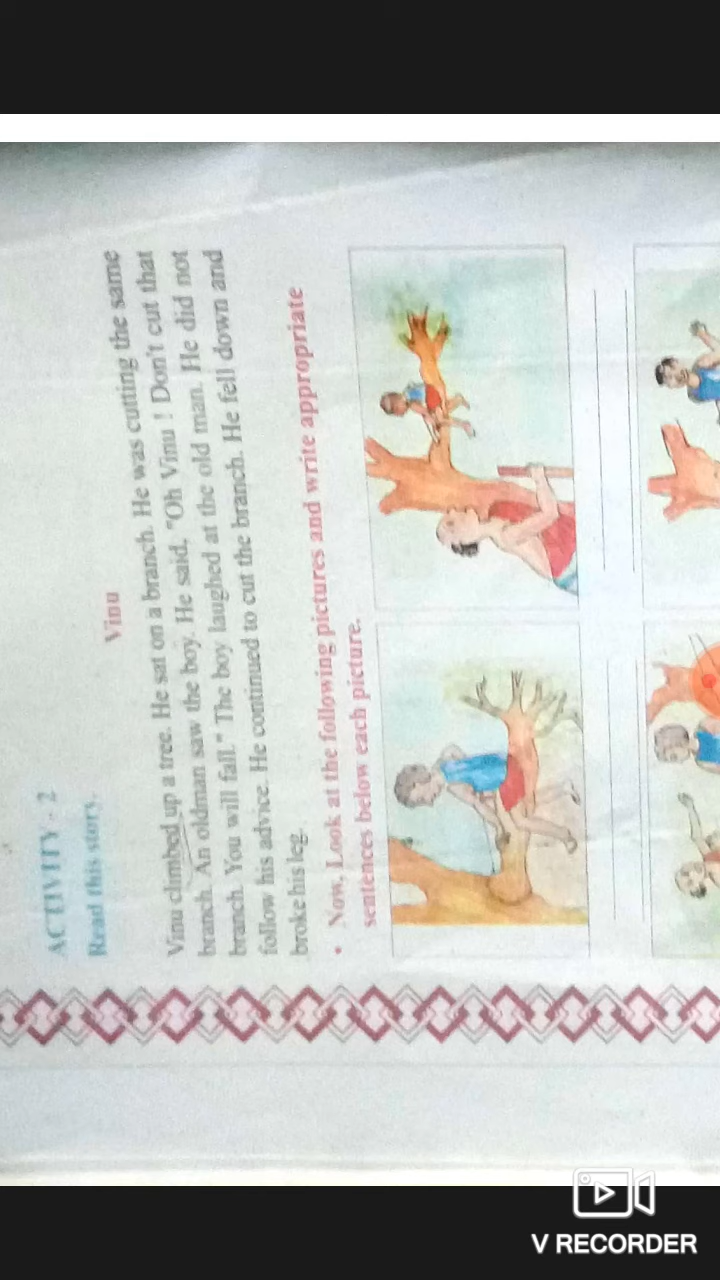 ACTIVITY - 2
Read this story.
Vinu
Vinu climbed up a tree. He sat on a branch. He was cutting the same
branch. An oldman saw the boy. He said. "Oh Vinu ! Don't cut that
branch. You will fall." The boy laughed at the old man. He did not
follow his advice. He continued to cut the branch. He fell down and
broke his leg.
• Now, Look at the following pictures and write appropriate
sentences below each picture.
V RECORDER